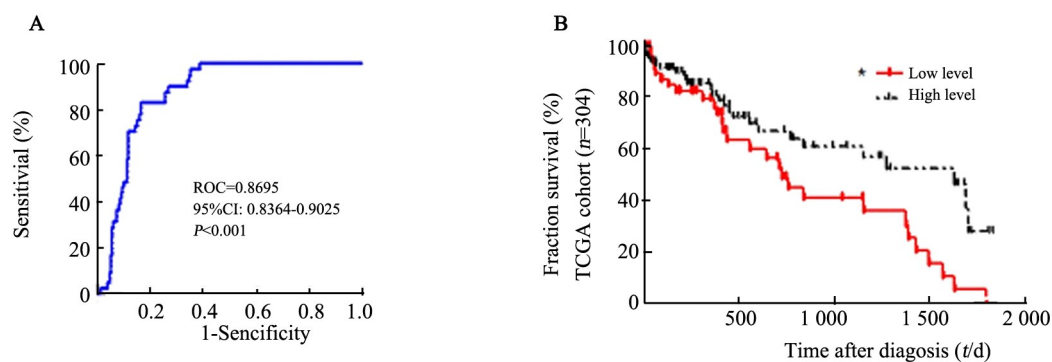 A
Sensitivial (%)
100
80
60
40
20
0
ROC=0.8695
95%CI: 0.8364-0.9025
P<0.001
0.2 0.4 0.6 0.8 1.0
1-Sencificity
B
Fraction survival (%)
TCGA cohort (n=304)
100
80
60
40
20
0
* Low level
High level
500 1 000 1 500 2 000
Time after diagosis (t/d)